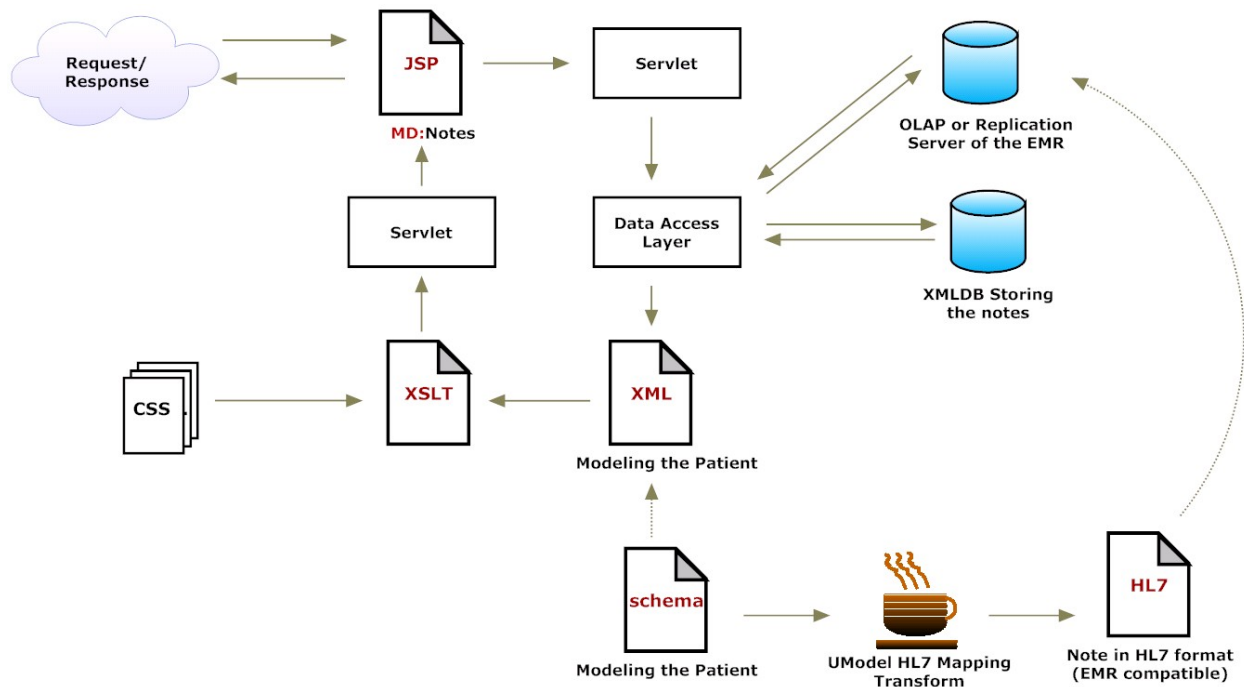 Request/
Response
JSP
MD:Notes
Servlet
OLAP or Replication
Server of the EMR
Servlet
Data Access
Layer
XMLDB Storing
the notes
CSS
XSLT
XML
Modeling the Patient
schema
Modeling the Patient
UModel HL7 Mapping
Transform
HL7
Note in HL7 format
(EMR compatible)